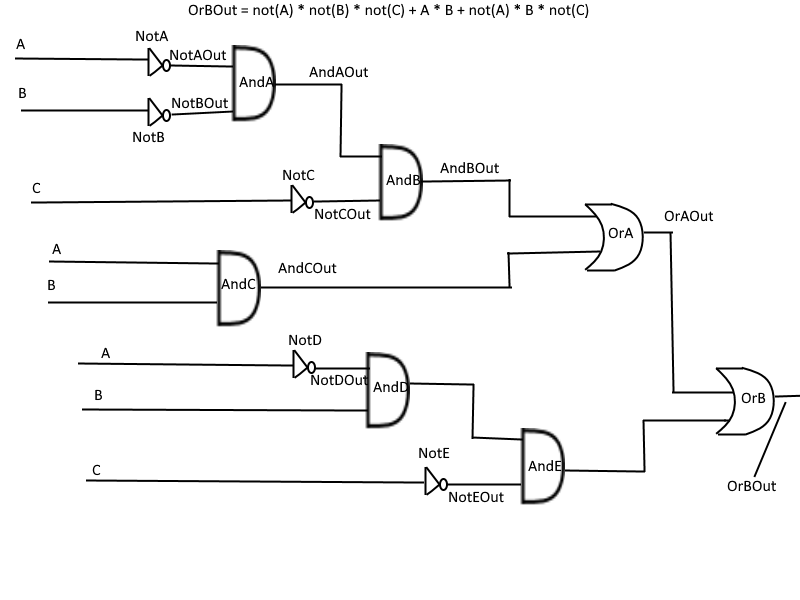 OrBOut = not(A) * not(B) * not(C) + A * B + not(A) * B * not(C)
NotA
A
NotAOut
AndA
AndAOut
B
NotBOut
NotB
AndB
AndBOut
NotC
C
NotCOut
OrAOut
OrA
A
AndCOut
AndC
B
NotD
A
NotDOut
AndD
B
OrB
NotE
AndE
C
NotEOut
OrBOut